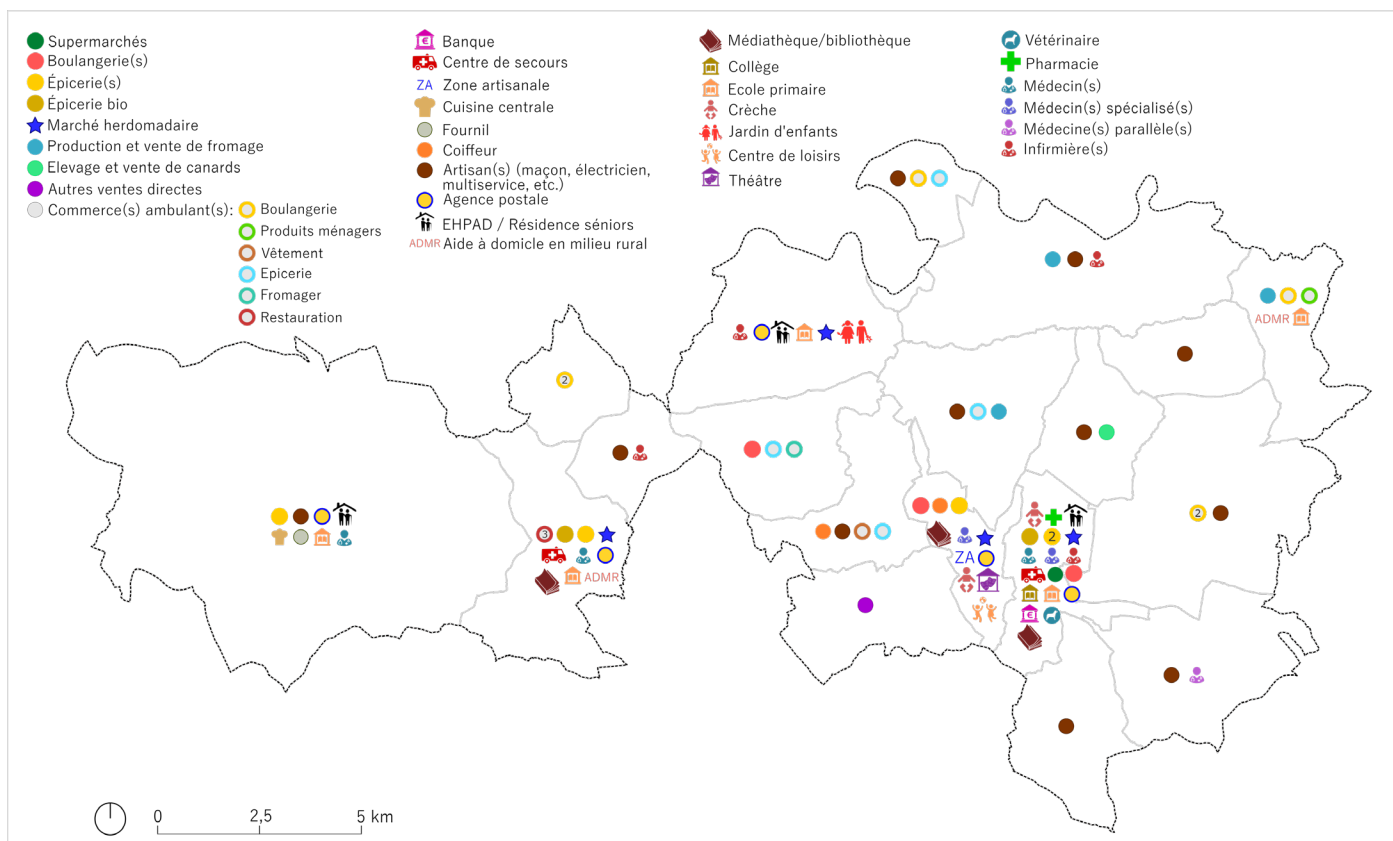 Supermarchés
Boulangerie(s)
Épicerie(s)
Épicerie bio
Marché herdomadaire
Production et vente de fromage
Elevage et vente de canards
Autres ventes directes
Commerce(s) ambulant(s):
Boulangerie
Produits ménagers
Vêtement
Epicerie
Fromager
Restauration
Banque
Centre de secours
ZA Zone artisanale
Cuisine centrale
Fournil
Coiffeur
Artisan(s) (maçon, électricien,
multiservice, etc.)
Agence postale
EHPAD / Résidence séniors
ADMR Aide à domicile en milieu rural
Médiathèque/bibliothèque
Collège
Ecole primaire
Crèche
Jardin d'enfants
Centre de loisirs
Théâtre
Vétérinaire
Pharmacie
Médecin(s)
Médecin(s) spécialisé(s)
Médecine(s) parallèle(s)
Infirmière(s)
ADMR
2
3
ADMR
ZA
2
2
0 2,5 5 km